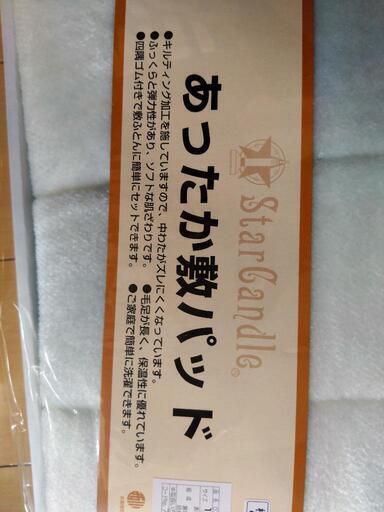 Star Candle
あったか敷パッド
●キルティング加工を施していますので、中わたがズレにくくなっています。
●ふっくらと弾力性があり、ソフトな肌ざわりです。
●毛足が長く、保温性に優れています。
●四隅ゴム付きで敷ふとんに簡単にセットできます。
●ご家庭で簡単に洗濯できます。
サイズ